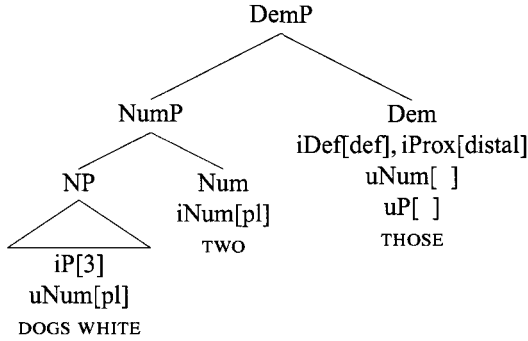 DemP
NumP
Dem
iDef[def], iProx[distal]
uNum[ ]
uP[ ]
THOSE
NP
Num
iNum[pl]
TWO
iP[3]
uNum[pl]
DOGS WHITE